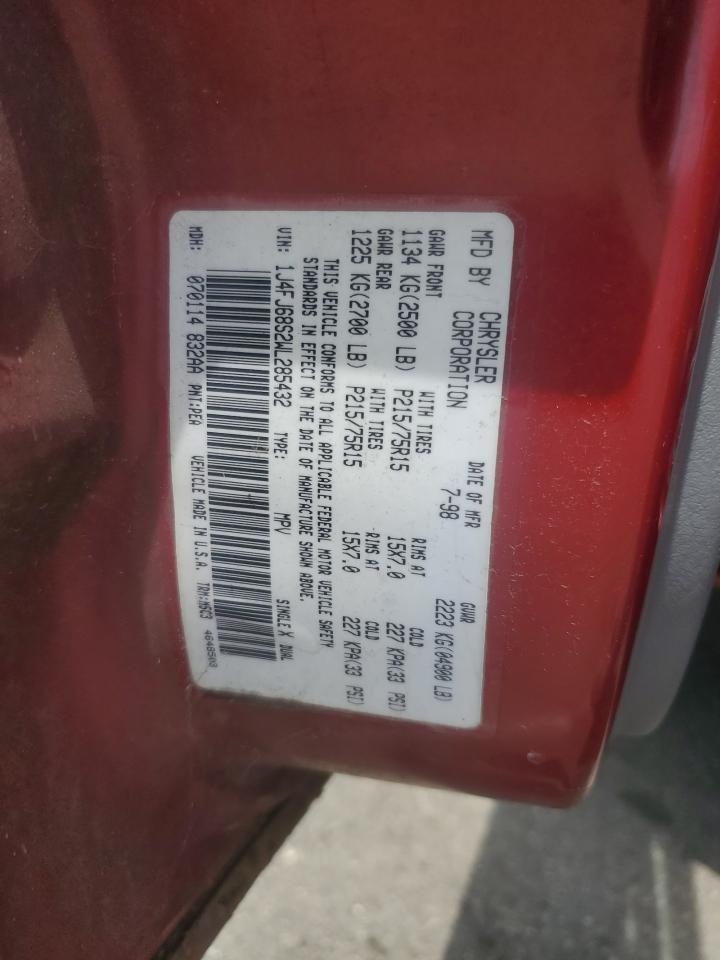 MFD BY CHRYSLER CORPORATION DATE OF MFR 7-98 GVWR 2223 KG(04900 LB)
GAWR FRONT WITH TIRES RIMS AT COLD
1134 KG(2500 LB) P215/75R15 15X7.0 227 KPA(33 PSI)
GAWR REAR WITH TIRES RIMS AT COLD
1225 KG(2700 LB) P215/75R15 15X7.0 227 KPA(33 PSI)
THIS VEHICLE CONFORMS TO ALL APPLICABLE FEDERAL MOTOR VEHICLE SAFETY
STANDARDS IN EFFECT ON THE DATE OF MANUFACTURE SHOWN ABOVE.
VIN: 1J4FJ68S2WL285432 TYPE: MPV SINGLE X DUAL
MDH: 070114 832AA PNT:PEA VEHICLE MADE IN U.S.A. TRM:M5C3 4648503